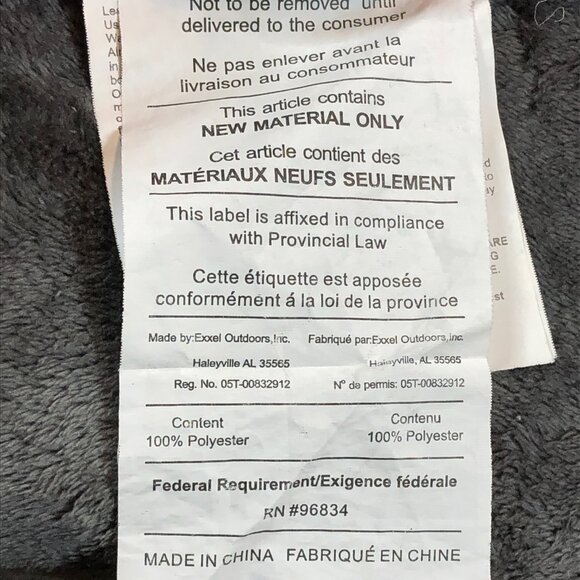 Not to be removed until
delivered to the consumer
Ne pas enlever avant la
livraison au consommateur
This article contains
NEW MATERIAL ONLY
Cet article contient des
MATÉRIAUX NEUFS SEULEMENT
This label is affixed in compliance
with Provincial Law
Cette étiquette est apposée
conformément á la loi de la province
Made by:Exxel Outdoors,Inc. Fabriqué par:Exxel Outdoors,Inc.
Haleyville AL 35565 Haleyville, AL 35565
Reg. No. 05T-00832912 N° de permis: 05T-00832912
Content Contenu
100% Polyester 100% Polyester
Federal Requirement/Exigence fédérale
RN #96834
MADE IN CHINA FABRIQUÉ EN CHINE